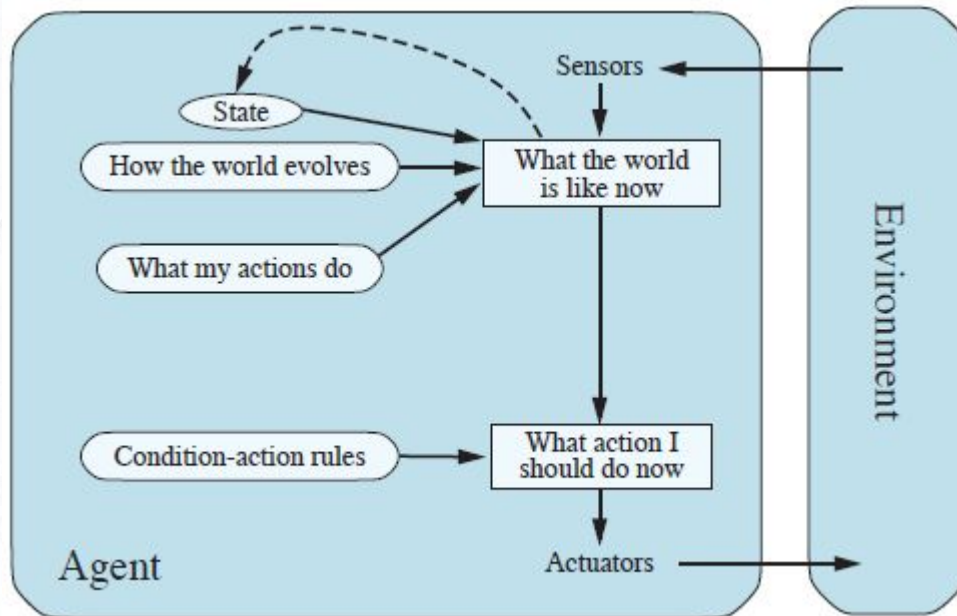 Sensors
State
What the world
is like now
How the world evolves
What my actions do
Environment
Condition-action rules
What action I
should do now
Actuators
Agent